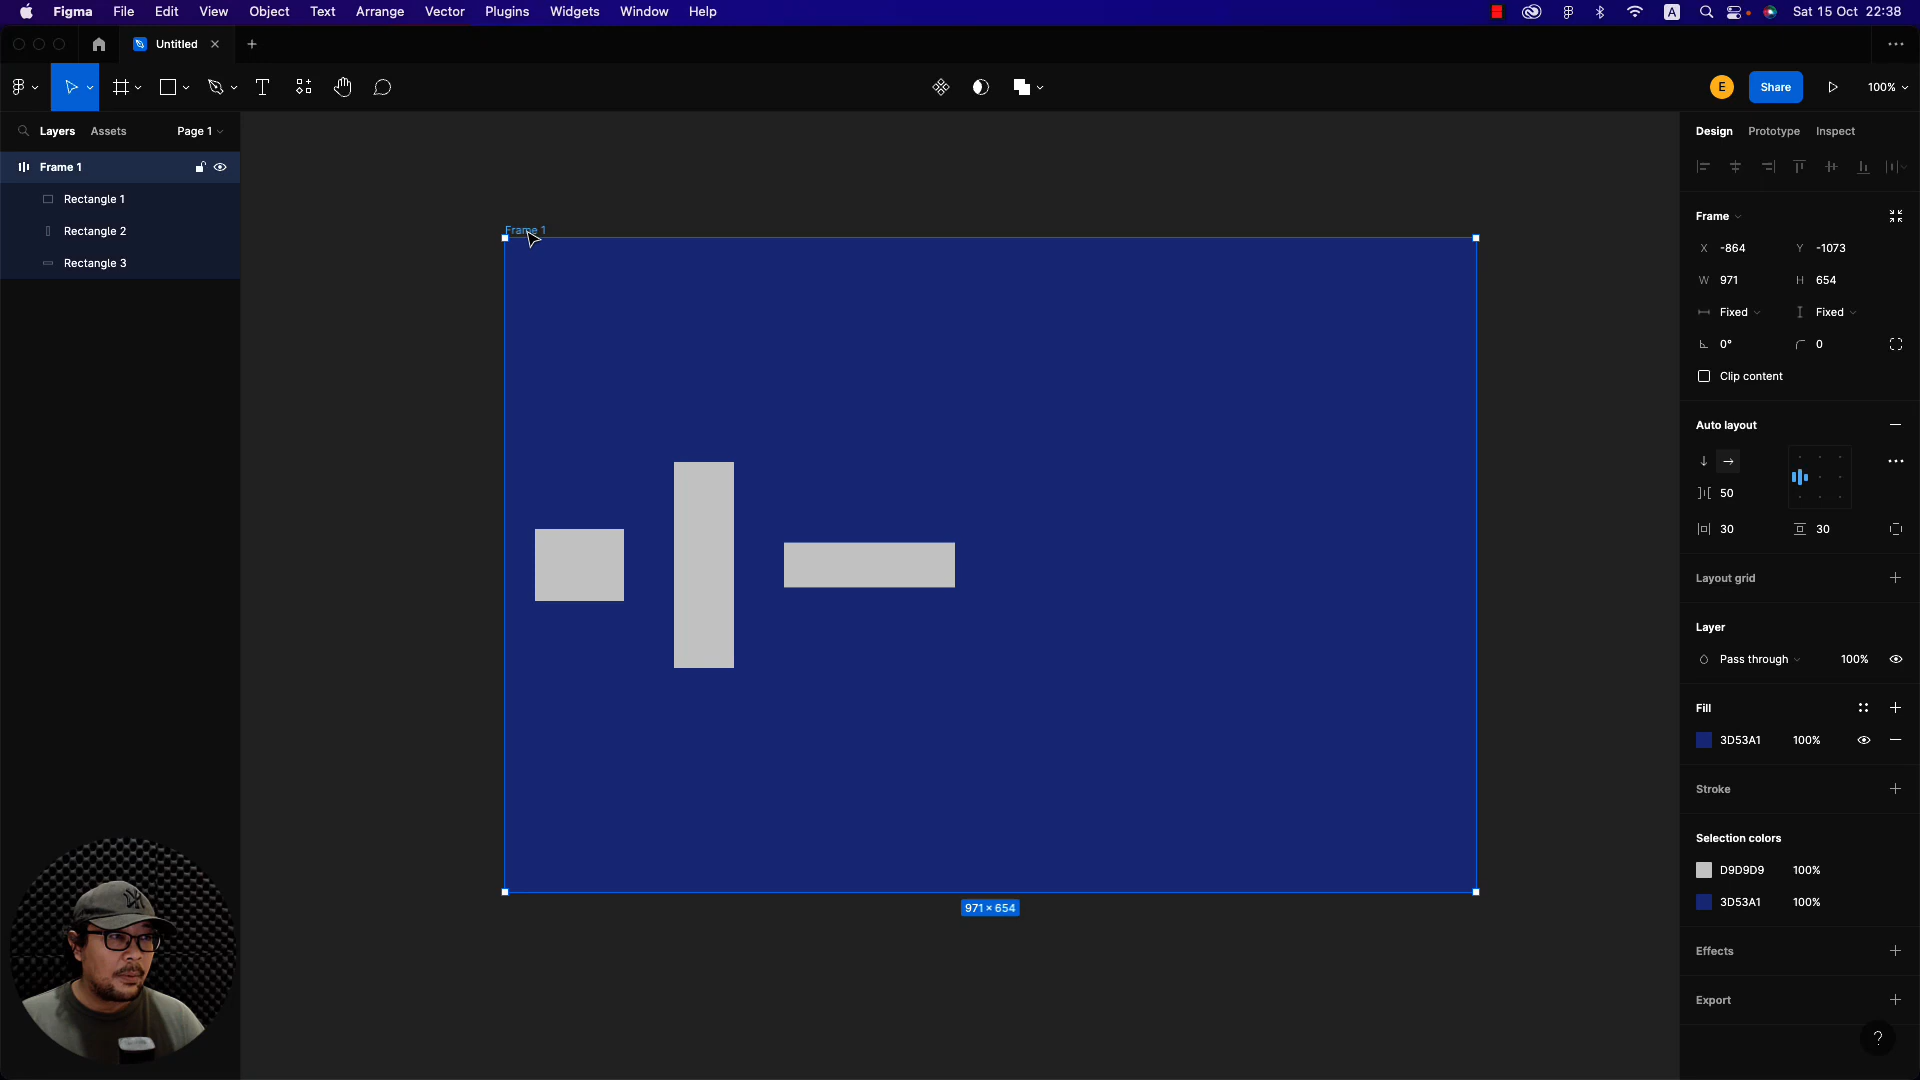 Figma File Edit View Object Text Arrange Vector Plugins Widgets Window Help A Sat 15 Oct 22:38
Untitled
E Share 100%
Layers Assets Page 1
Design Prototype Inspect
Frame 1
Rectangle 1
Rectangle 2
Rectangle 3
Frame 1
971 × 654
Frame
X -864 Y -1073
W 971 H 654
Fixed Fixed
0° 0
Clip content
Auto layout
50
30 30
Layout grid
Layer
Pass through 100%
Fill
3D53A1 100%
Stroke
Selection colors
D9D9D9 100%
3D53A1 100%
Effects
Export
?